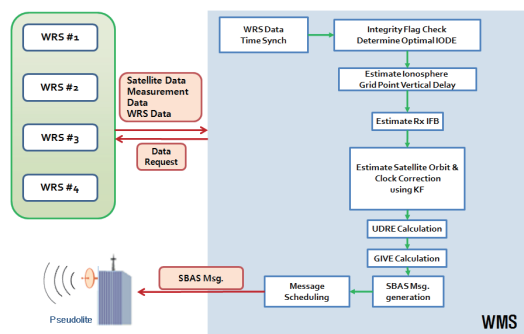 WRS #1
WRS #2
WRS #3
WRS #4
Satellite Data
Measurement
Data
WRS Data
Data
Request
WRS Data
Time Synch
Integrity Flag Check
Determine Optimal IODE
Estimate Ionosphere
Grid Point Vertical Delay
Estimate Rx IFB
Estimate Satellite Orbit &
Clock Correction
using KF
UDRE Calculation
GIVE Calculation
SBAS Msg.
generation
Message
Scheduling
SBAS Msg.
Pseudolite
WMS